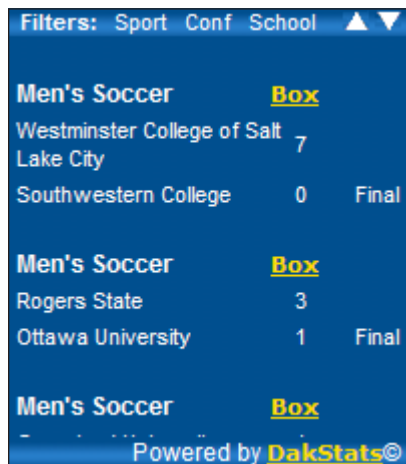 Filters: Sport Conf School
Men's Soccer Box
Westminster College of Salt
Lake City 7
Southwestern College 0 Final
Men's Soccer Box
Rogers State 3
Ottawa University 1 Final
Men's Soccer Box
Powered by DakStats©